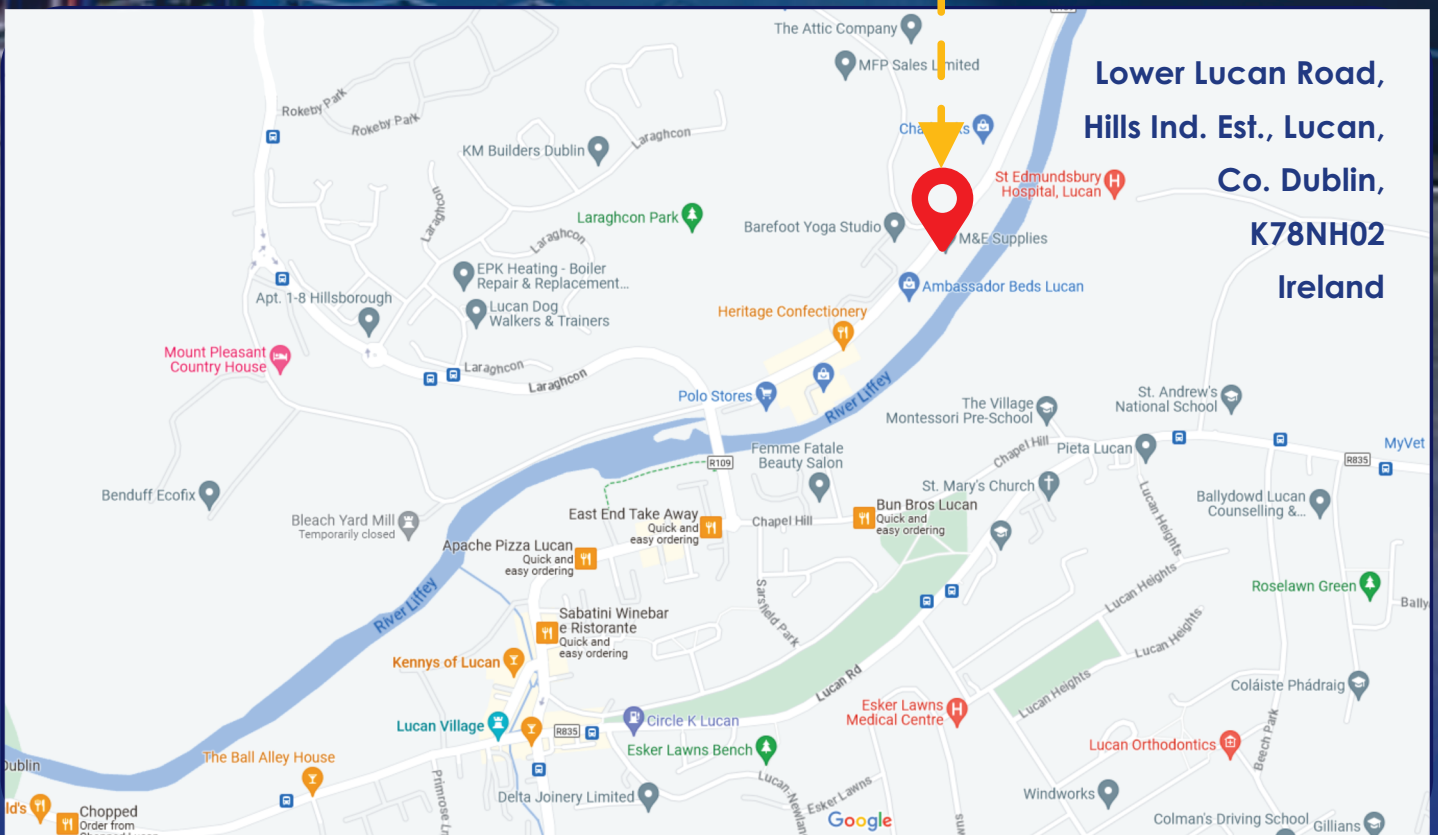 The Attic Company
MFP Sales Limited
Lower Lucan Road,
Hills Ind. Est., Lucan,
Co. Dublin,
K78NH02
Ireland
Rokeby Park
Rokeby Park
KM Builders Dublin
Laraghcon
St Edmundsbury
Hospital, Lucan
Laraghcon
Laraghcon Park
Barefoot Yoga Studio
M&E Supplies
Laraghcon
EPK Heating - Boiler
Repair & Replacement...
Ambassador Beds Lucan
Apt. 1-8 Hillsborough
Lucan Dog
Walkers & Trainers
Heritage Confectionery
Mount Pleasant
Country House
Laraghcon
Laraghcon
Polo Stores
River Liffey
The Village
Montessori Pre-School
St. Andrew's
National School
Femme Fatale
Beauty Salon
Chapel Hill
Pieta Lucan
MyVet
R109
R835
St. Mary's Church
Benduff Ecofix
Bleach Yard Mill
Temporarily closed
East End Take Away
Quick and
easy ordering
Chapel Hill
Bun Bros Lucan
Quick and
easy ordering
Lucan Heights
Ballydowd Lucan
Counselling &...
Apache Pizza Lucan
Quick and
easy ordering
River Liffey
Sarsfield Park
Lucan Heights
Roselawn Green
Bally
Sabatini Winebar
e Ristorante
Quick and
easy ordering
Lucan Heights
Kennys of Lucan
Lucan Rd
Lucan Heights
Coláiste Phádraig
Lucan Village
R835
Circle K Lucan
Esker Lawns
Medical Centre
Esker Lawns Bench
Lucan Orthodontics
Beech Park
Dublin
The Ball Alley House
Primrose Ln
Delta Joinery Limited
Lucan-Newlan
Esker Lawns
Windworks
ld's
Chopped
Order from
Google
Colman's Driving School
Gillians